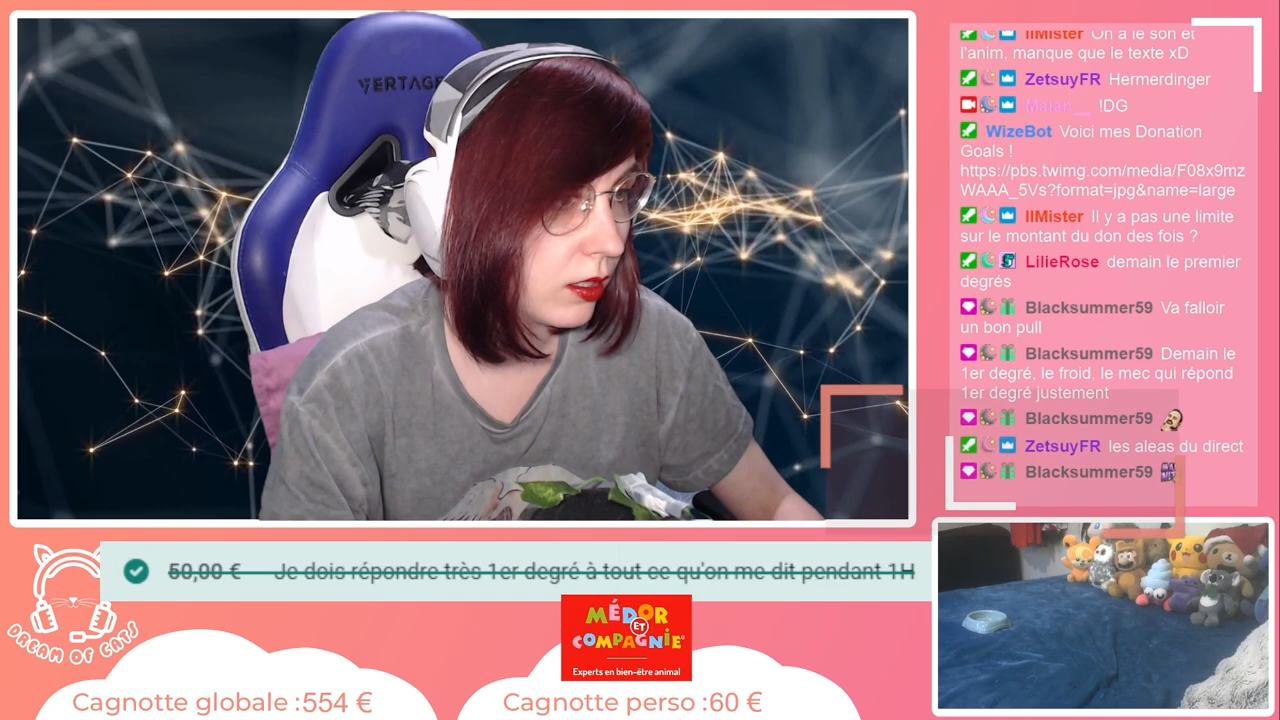 VERTAGE
llMister On a le son et
l'anim, manque que le texte xD
ZetsuyFR Hermerdinger
Maian__ !DG
WizeBot Voici mes Donation
Goals !
https://pbs.twimg.com/media/F08x9mz
WAAA_5Vs?format=jpg&name=large
llMister Il y a pas une limite
sur le montant du don des fois ?
LilieRose demain le premier
degrés
Blacksummer59 Va falloir
un bon pull
Blacksummer59 Demain le
1er degré, le froid, le mec qui répond
1er degré justement
Blacksummer59
ZetsuyFR les aleas du direct
Blacksummer59
50,00 € Je dois répondre très 1er degré à tout ce qu'on me dit pendant 1H
DREAM OF CATS
MÉDOR
ET
COMPAGNIE
Experts en bien-être animal
Cagnotte globale :554 €
Cagnotte perso :60 €